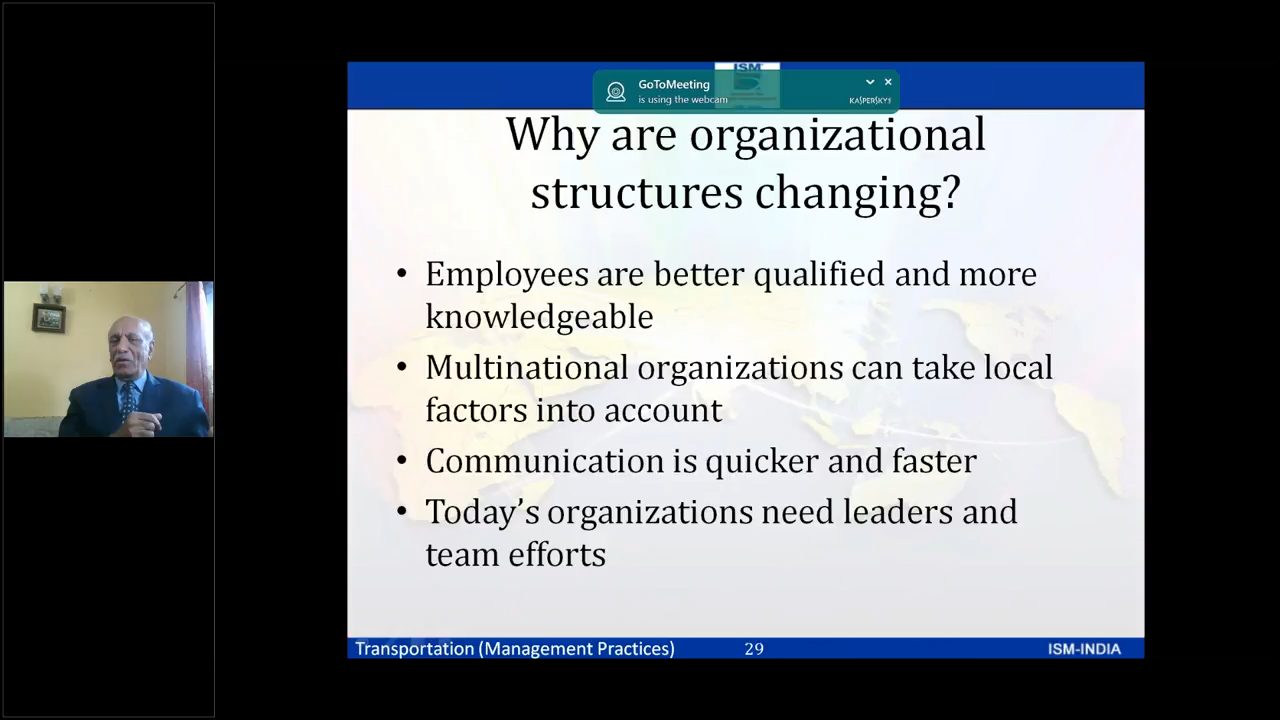 ISM
GoToMeeting
is using the webcam
KASPERSKY
Why are organizational
structures changing?
• Employees are better qualified and more
knowledgeable
• Multinational organizations can take local
factors into account
• Communication is quicker and faster
• Today’s organizations need leaders and
team efforts
Transportation (Management Practices)
29
ISM-INDIA